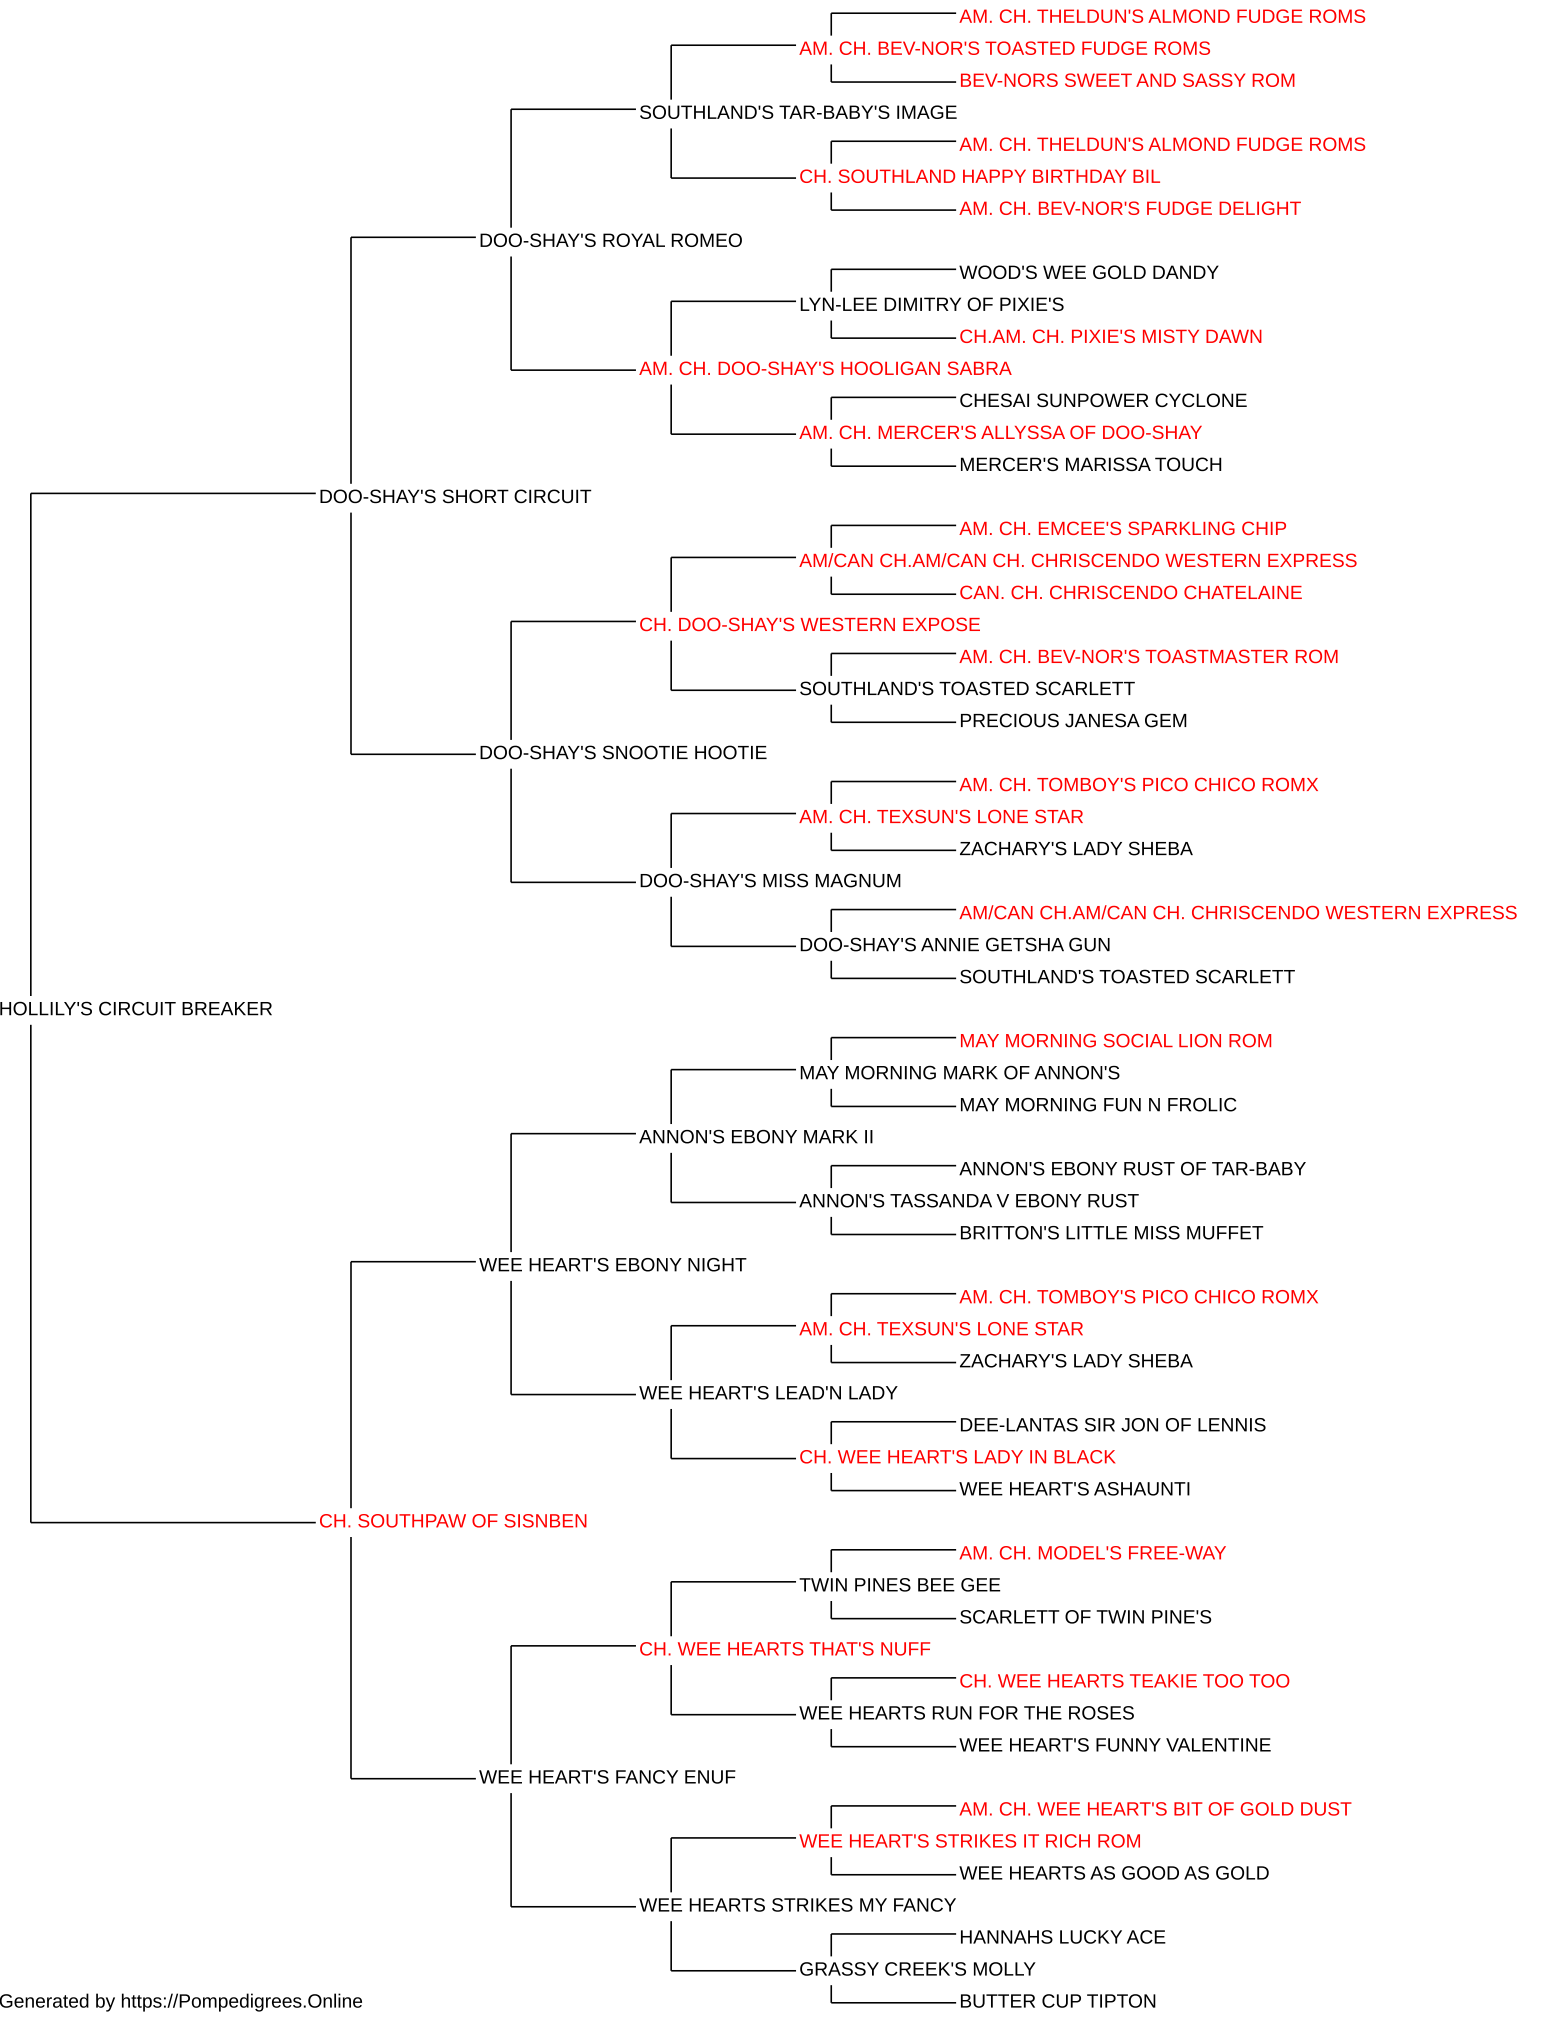 AM. CH. THELDUN'S ALMOND FUDGE ROMS
AM. CH. BEV-NOR'S TOASTED FUDGE ROMS
BEV-NORS SWEET AND SASSY ROM
SOUTHLAND'S TAR-BABY'S IMAGE
AM. CH. THELDUN'S ALMOND FUDGE ROMS
CH. SOUTHLAND HAPPY BIRTHDAY BIL
AM. CH. BEV-NOR'S FUDGE DELIGHT
DOO-SHAY'S ROYAL ROMEO
WOOD'S WEE GOLD DANDY
LYN-LEE DIMITRY OF PIXIE'S
CH.AM. CH. PIXIE'S MISTY DAWN
AM. CH. DOO-SHAY'S HOOLIGAN SABRA
CHESAI SUNPOWER CYCLONE
AM. CH. MERCER'S ALLYSSA OF DOO-SHAY
MERCER'S MARISSA TOUCH
DOO-SHAY'S SHORT CIRCUIT
AM. CH. EMCEE'S SPARKLING CHIP
AM/CAN CH.AM/CAN CH. CHRISCENDO WESTERN EXPRESS
CAN. CH. CHRISCENDO CHATELAINE
CH. DOO-SHAY'S WESTERN EXPOSE
AM. CH. BEV-NOR'S TOASTMASTER ROM
SOUTHLAND'S TOASTED SCARLETT
PRECIOUS JANESA GEM
DOO-SHAY'S SNOOTIE HOOTIE
AM. CH. TOMBOY'S PICO CHICO ROMX
AM. CH. TEXSUN'S LONE STAR
ZACHARY'S LADY SHEBA
DOO-SHAY'S MISS MAGNUM
AM/CAN CH.AM/CAN CH. CHRISCENDO WESTERN EXPRESS
DOO-SHAY'S ANNIE GETSHA GUN
SOUTHLAND'S TOASTED SCARLETT
HOLLILY'S CIRCUIT BREAKER
MAY MORNING SOCIAL LION ROM
MAY MORNING MARK OF ANNON'S
MAY MORNING FUN N FROLIC
ANNON'S EBONY MARK II
ANNON'S EBONY RUST OF TAR-BABY
ANNON'S TASSANDA V EBONY RUST
BRITTON'S LITTLE MISS MUFFET
WEE HEART'S EBONY NIGHT
AM. CH. TOMBOY'S PICO CHICO ROMX
AM. CH. TEXSUN'S LONE STAR
ZACHARY'S LADY SHEBA
WEE HEART'S LEAD'N LADY
DEE-LANTAS SIR JON OF LENNIS
CH. WEE HEART'S LADY IN BLACK
WEE HEART'S ASHAUNTI
CH. SOUTHPAW OF SISNBEN
AM. CH. MODEL'S FREE-WAY
TWIN PINES BEE GEE
SCARLETT OF TWIN PINE'S
CH. WEE HEARTS THAT'S NUFF
CH. WEE HEARTS TEAKIE TOO TOO
WEE HEARTS RUN FOR THE ROSES
WEE HEART'S FUNNY VALENTINE
WEE HEART'S FANCY ENUF
AM. CH. WEE HEART'S BIT OF GOLD DUST
WEE HEART'S STRIKES IT RICH ROM
WEE HEARTS AS GOOD AS GOLD
WEE HEARTS STRIKES MY FANCY
HANNAHS LUCKY ACE
GRASSY CREEK'S MOLLY
BUTTER CUP TIPTON
Generated by https://Pompedigrees.Online